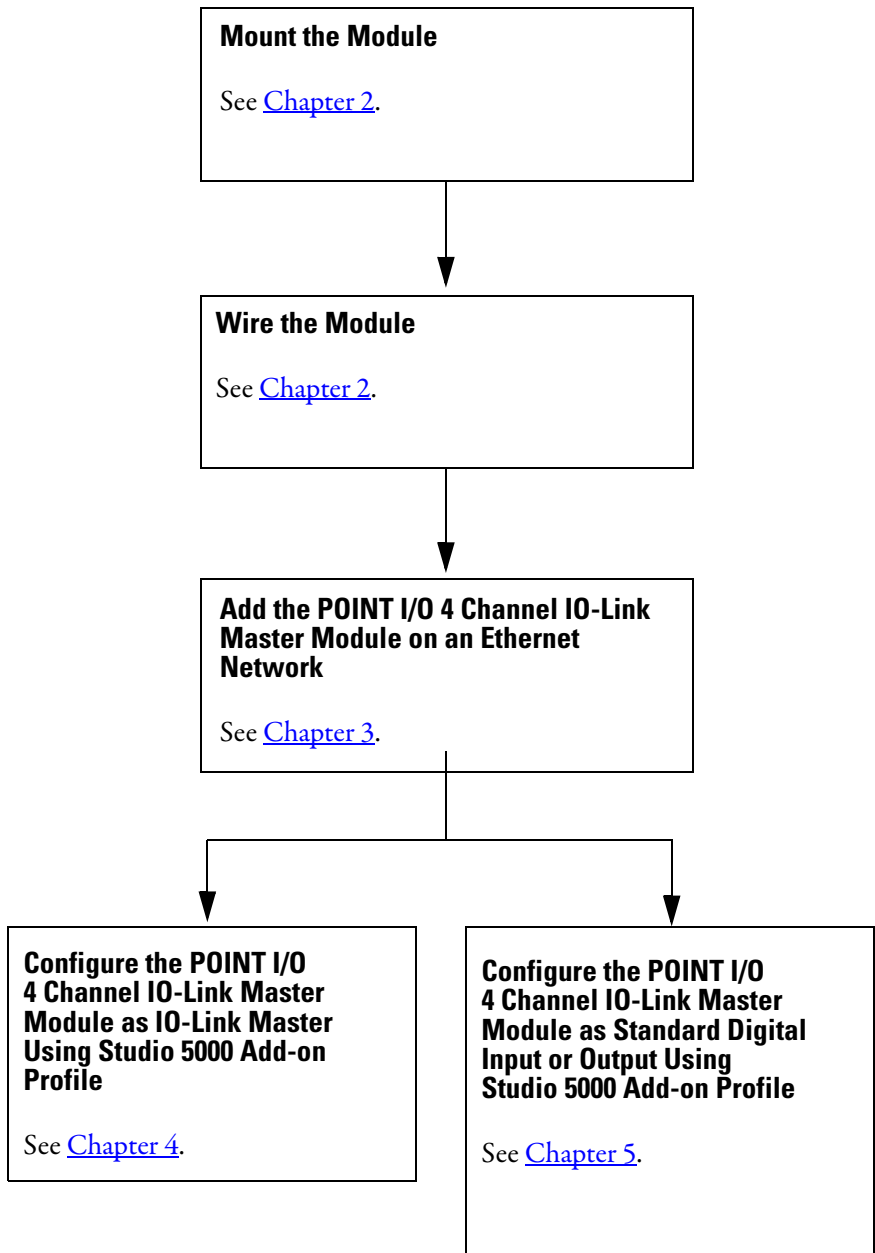 Mount the Module
See Chapter 2.
Wire the Module
See Chapter 2.
Add the POINT I/O 4 Channel IO-Link
Master Module on an Ethernet
Network
See Chapter 3.
Configure the POINT I/O
4 Channel IO-Link Master
Module as IO-Link Master
Using Studio 5000 Add-on
Profile
See Chapter 4.
Configure the POINT I/O
4 Channel IO-Link Master
Module as Standard Digital
Input or Output Using
Studio 5000 Add-on Profile
See Chapter 5.